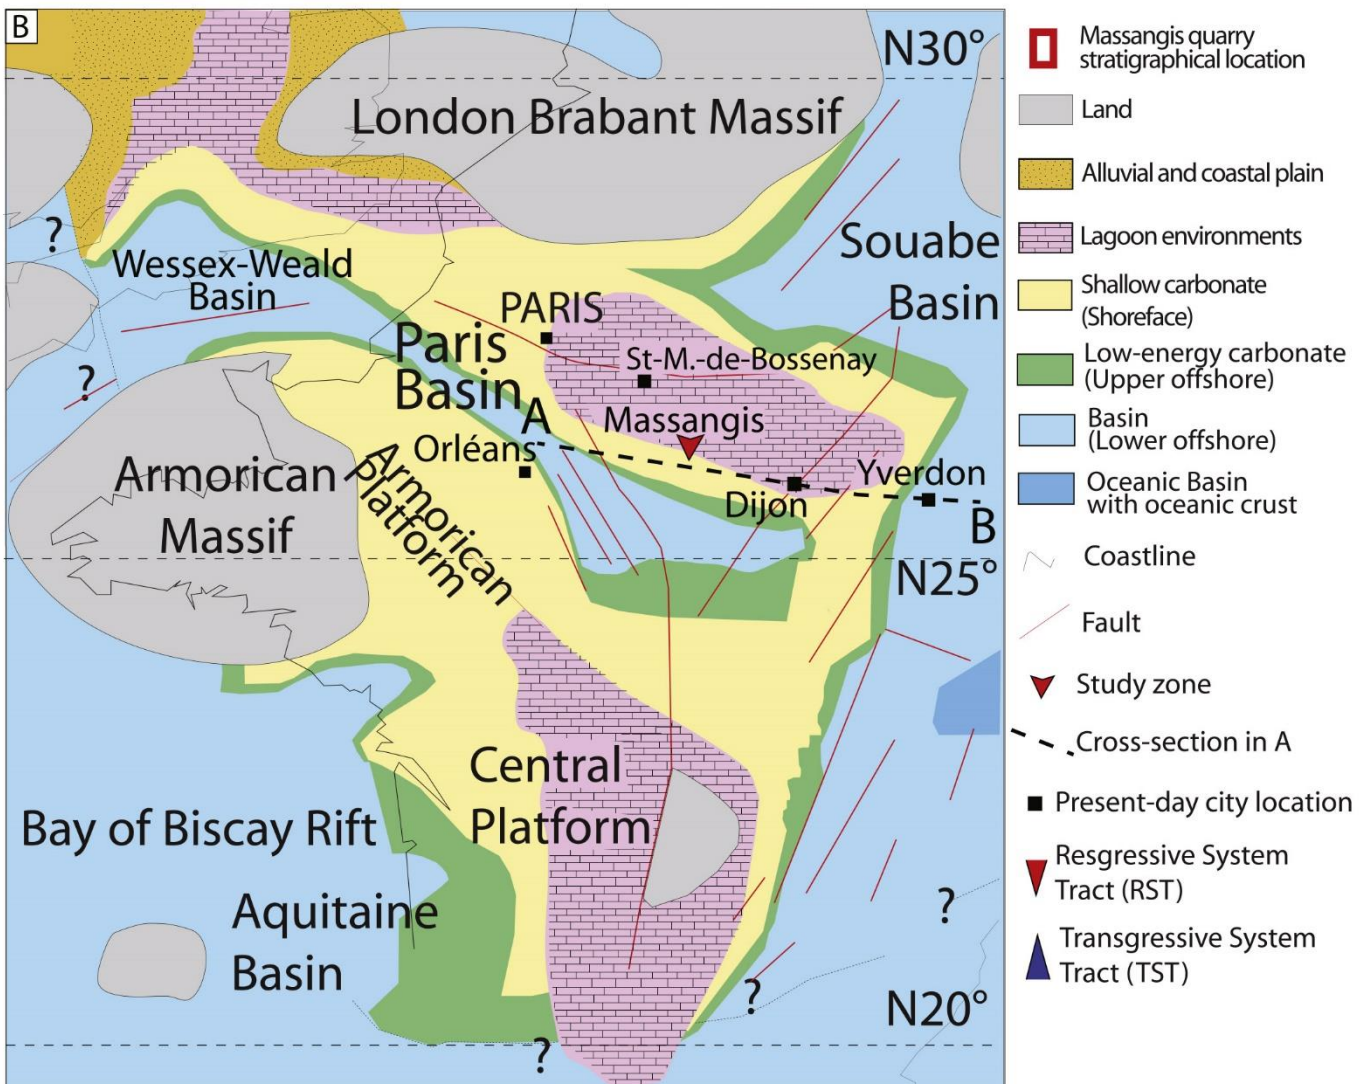 B
N30°
London Brabant Massif
?
Wessex-Weald
Basin
Souabe
Basin
PARIS
Paris
Basin
St-M.-de-Bossenay
?
A
Massangis
Orléans
Armorican
Platform
Yverdon
Dijon
B
Armorican
Massif
N25°
Central
Platform
Bay of Biscay Rift
Aquitaine
Basin
?
?
N20°
?
Massangis quarry
stratigraphical location
Land
Alluvial and coastal plain
Lagoon environments
Shallow carbonate
(Shoreface)
Low-energy carbonate
(Upper offshore)
Basin
(Lower offshore)
Oceanic Basin
with oceanic crust
Coastline
Fault
Study zone
Cross-section in A
Present-day city location
Resgressive System
Tract (RST)
Transgressive System
Tract (TST)